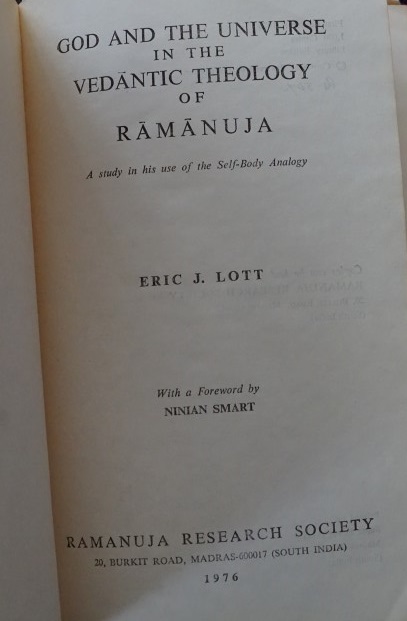 GOD AND THE UNIVERSE
IN THE
VEDĀNTIC THEOLOGY
OF
RĀMĀNUJA
A study in his use of the Self-Body Analogy
ERIC J. LOTT
With a Foreword by
NINIAN SMART
RAMANUJA RESEARCH SOCIETY
20, BURKIT ROAD, MADRAS-600017 (SOUTH INDIA)
1976